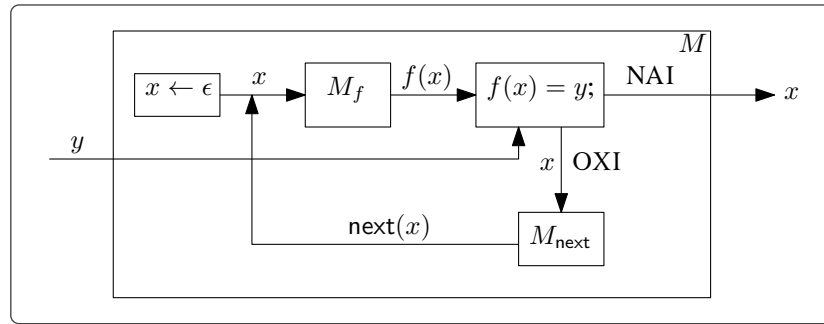 M
x ← ϵ
x
M_f
f(x)
f(x) = y;
NAI
x
y
x
OXI
next(x)
M_next